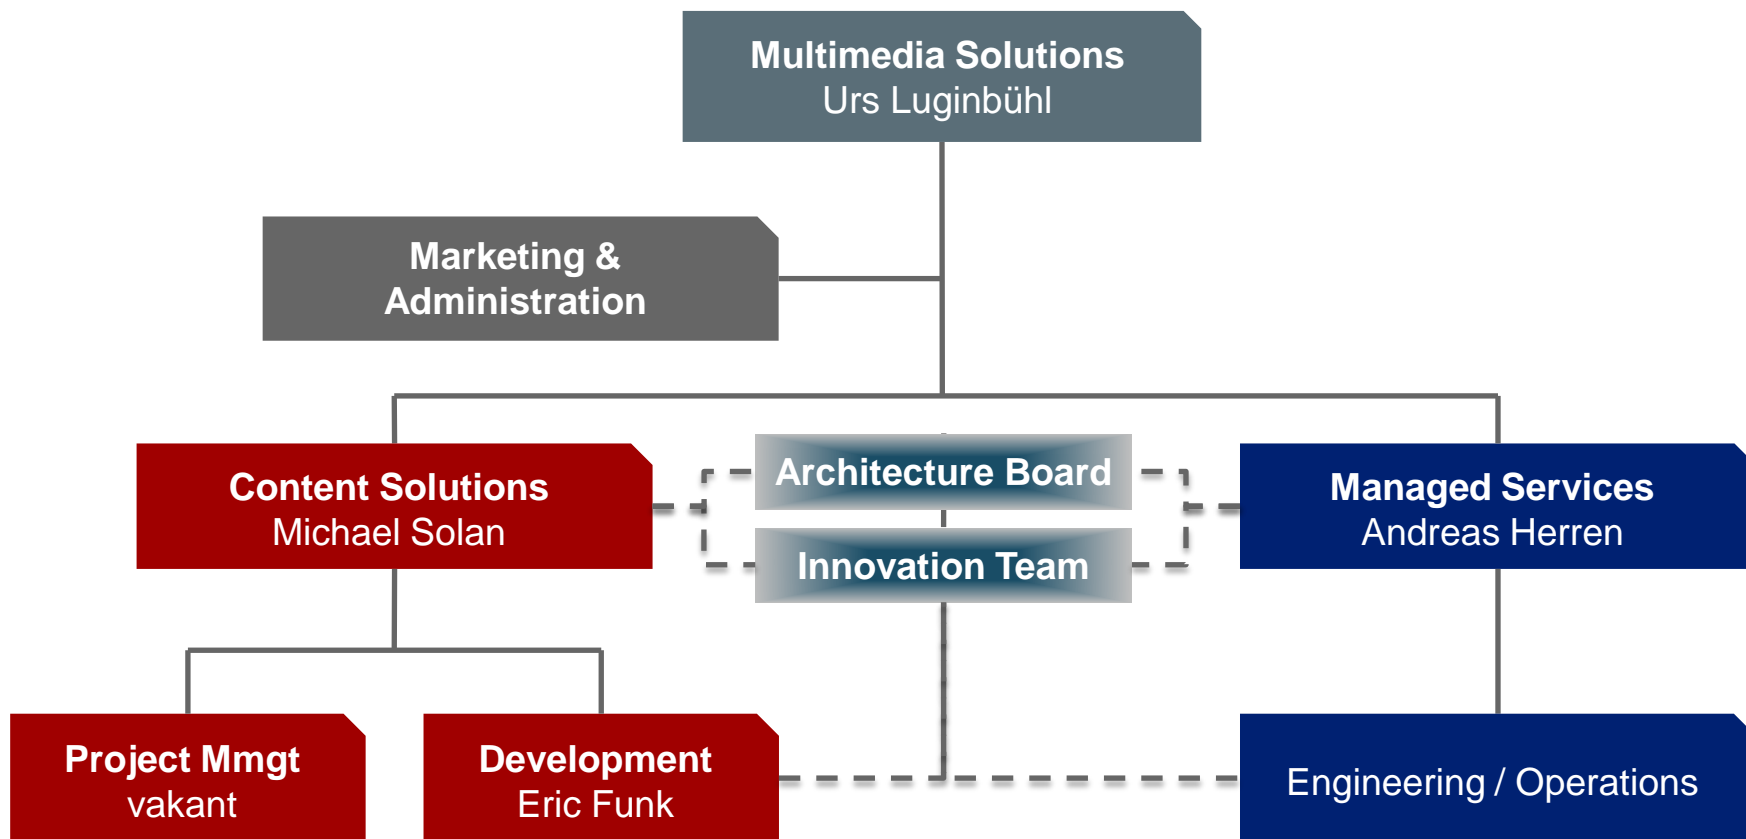 Multimedia Solutions
Urs Luginbühl
Marketing &
Administration
Content Solutions
Michael Solan
Architecture Board
Innovation Team
Managed Services
Andreas Herren
Project Mmgt
vakant
Development
Eric Funk
Engineering / Operations